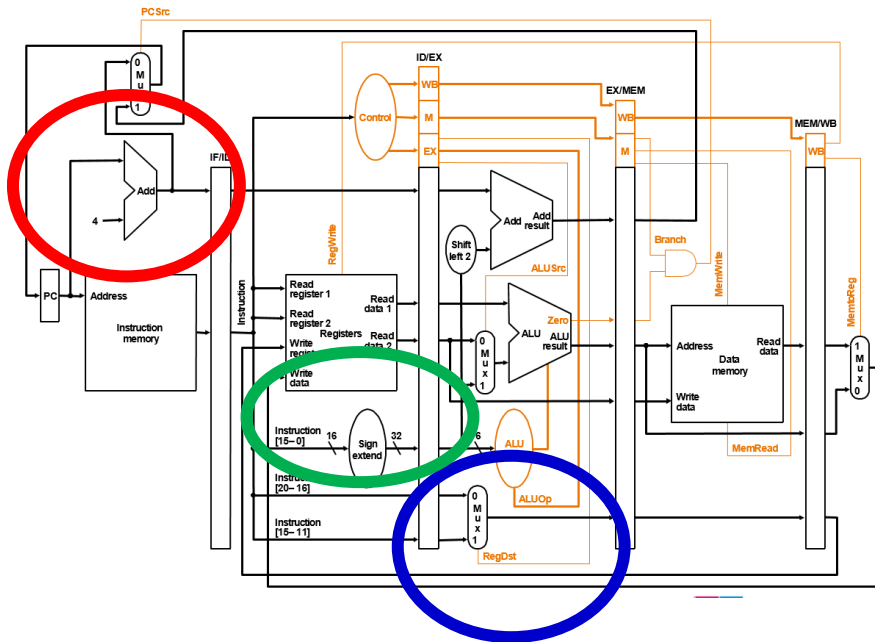 PCSrc
ID/EX
0
M
u
1
WB
EX/MEM
Control
M
WB
MEM/WB
IF/ID
EX
M
WB
Add
4
Add
Add
result
RegWrite
Shift
left 2
Branch
MemWrite
ALUSrc
MemtoReg
PC
Address
Instruction
memory
Instruction
Read
register 1
Read
data 1
Read
register 2
Registers
Read
data 2
Write
Write
data
0
M
u
x
1
Zero
ALU
ALU
result
Address
Read
data
Data
memory
Write
data
1
M
u
x
0
Instruction
[15–0]
16
Sign
extend
32
6
ALU
MemRead
Instruction
[20–16]
ALUOp
0
M
u
x
1
Instruction
[15–11]
RegDst